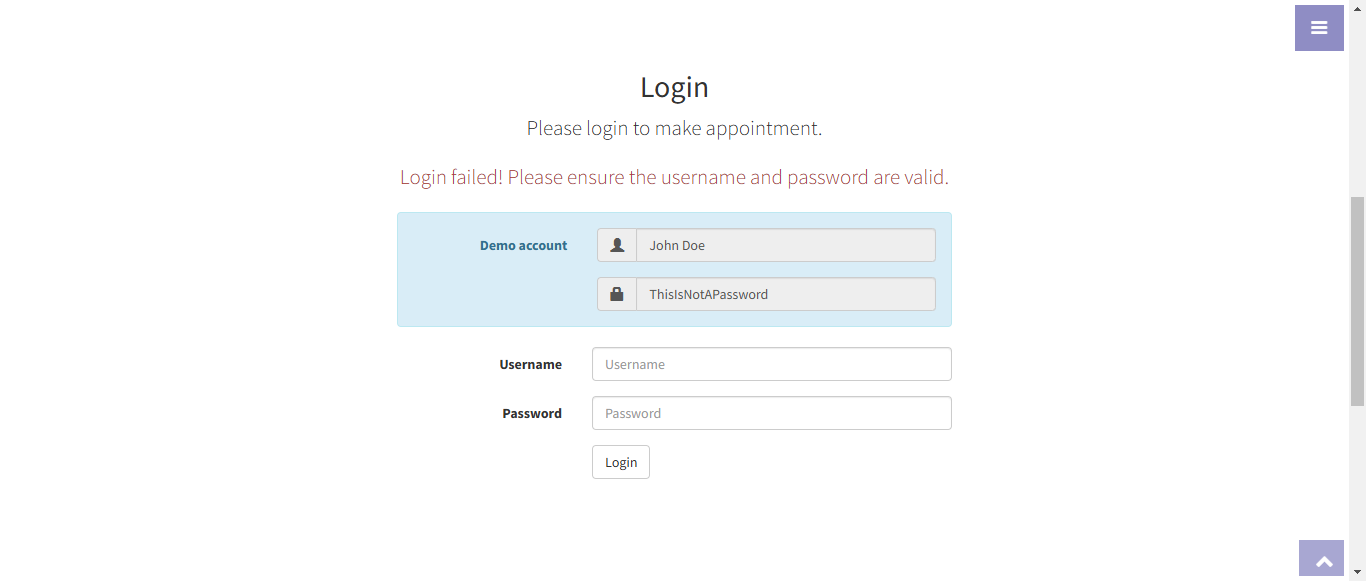 Login
Please login to make appointment.
Login failed! Please ensure the username and password are valid.
Demo account John Doe
ThisIsNotAPassword
Username Username
Password Password
Login